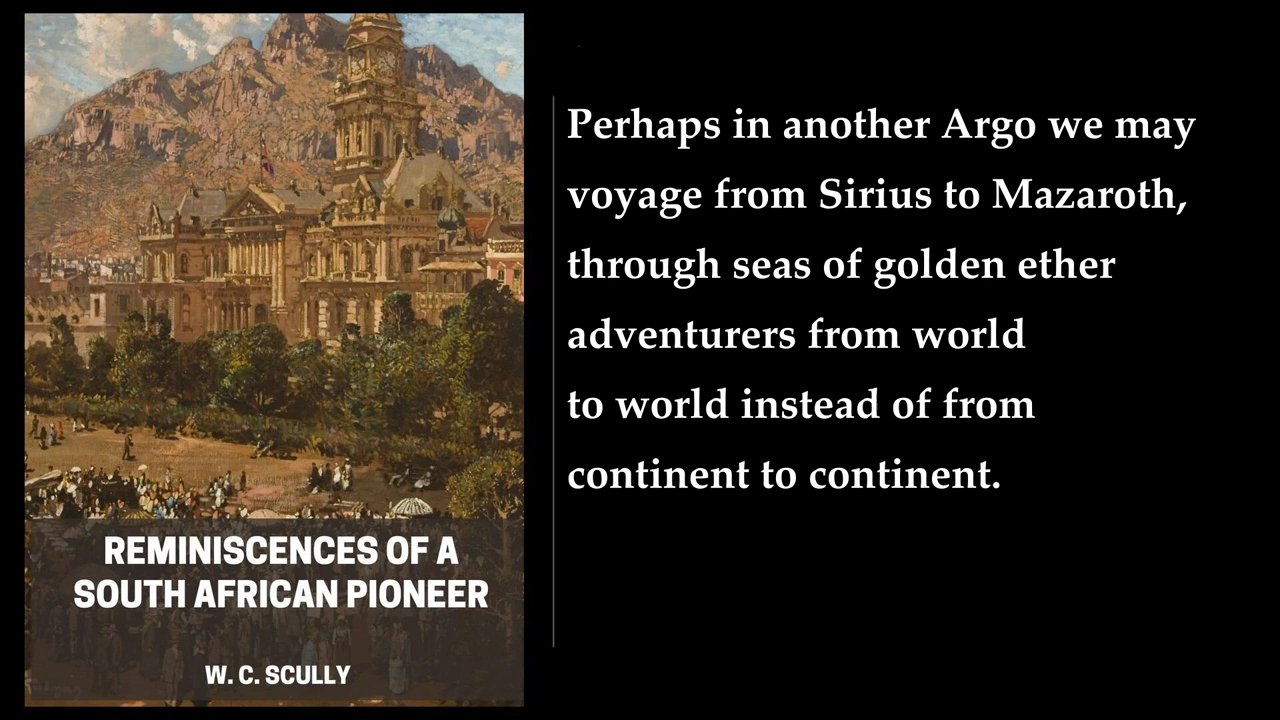 REMINISCENCES OF A
SOUTH AFRICAN PIONEER
W. C. SCULLY
Perhaps in another Argo we may
voyage from Sirius to Mazaroth,
through seas of golden ether
adventurers from world
to world instead of from
continent to continent.